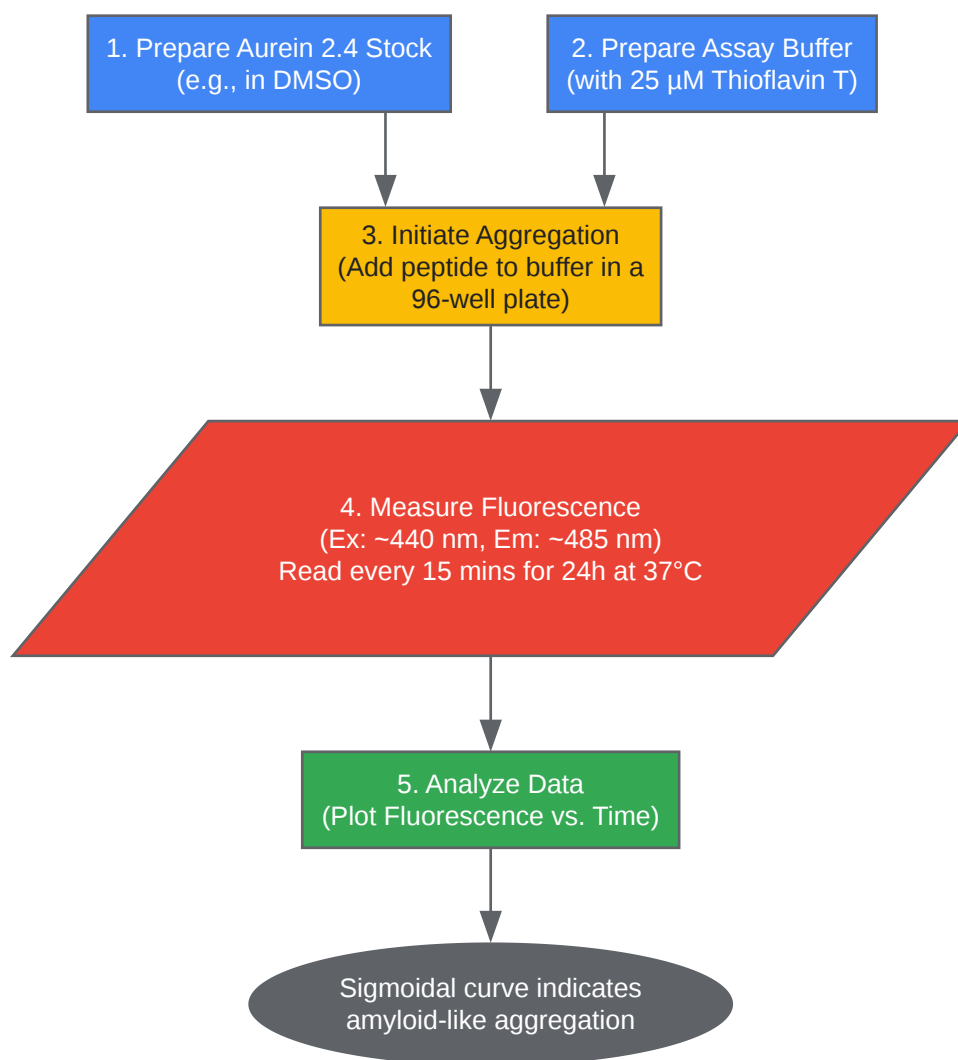 1. Prepare Aurein 2.4 Stock
(e.g., in DMSO)
2. Prepare Assay Buffer
(with 25 µM Thioflavin T)
3. Initiate Aggregation
(Add peptide to buffer in a
96-well plate)
4. Measure Fluorescence
(Ex: ~440 nm, Em: ~485 nm)
Read every 15 mins for 24h at 37°C
5. Analyze Data
(Plot Fluorescence vs. Time)
Sigmoidal curve indicates
amyloid-like aggregation